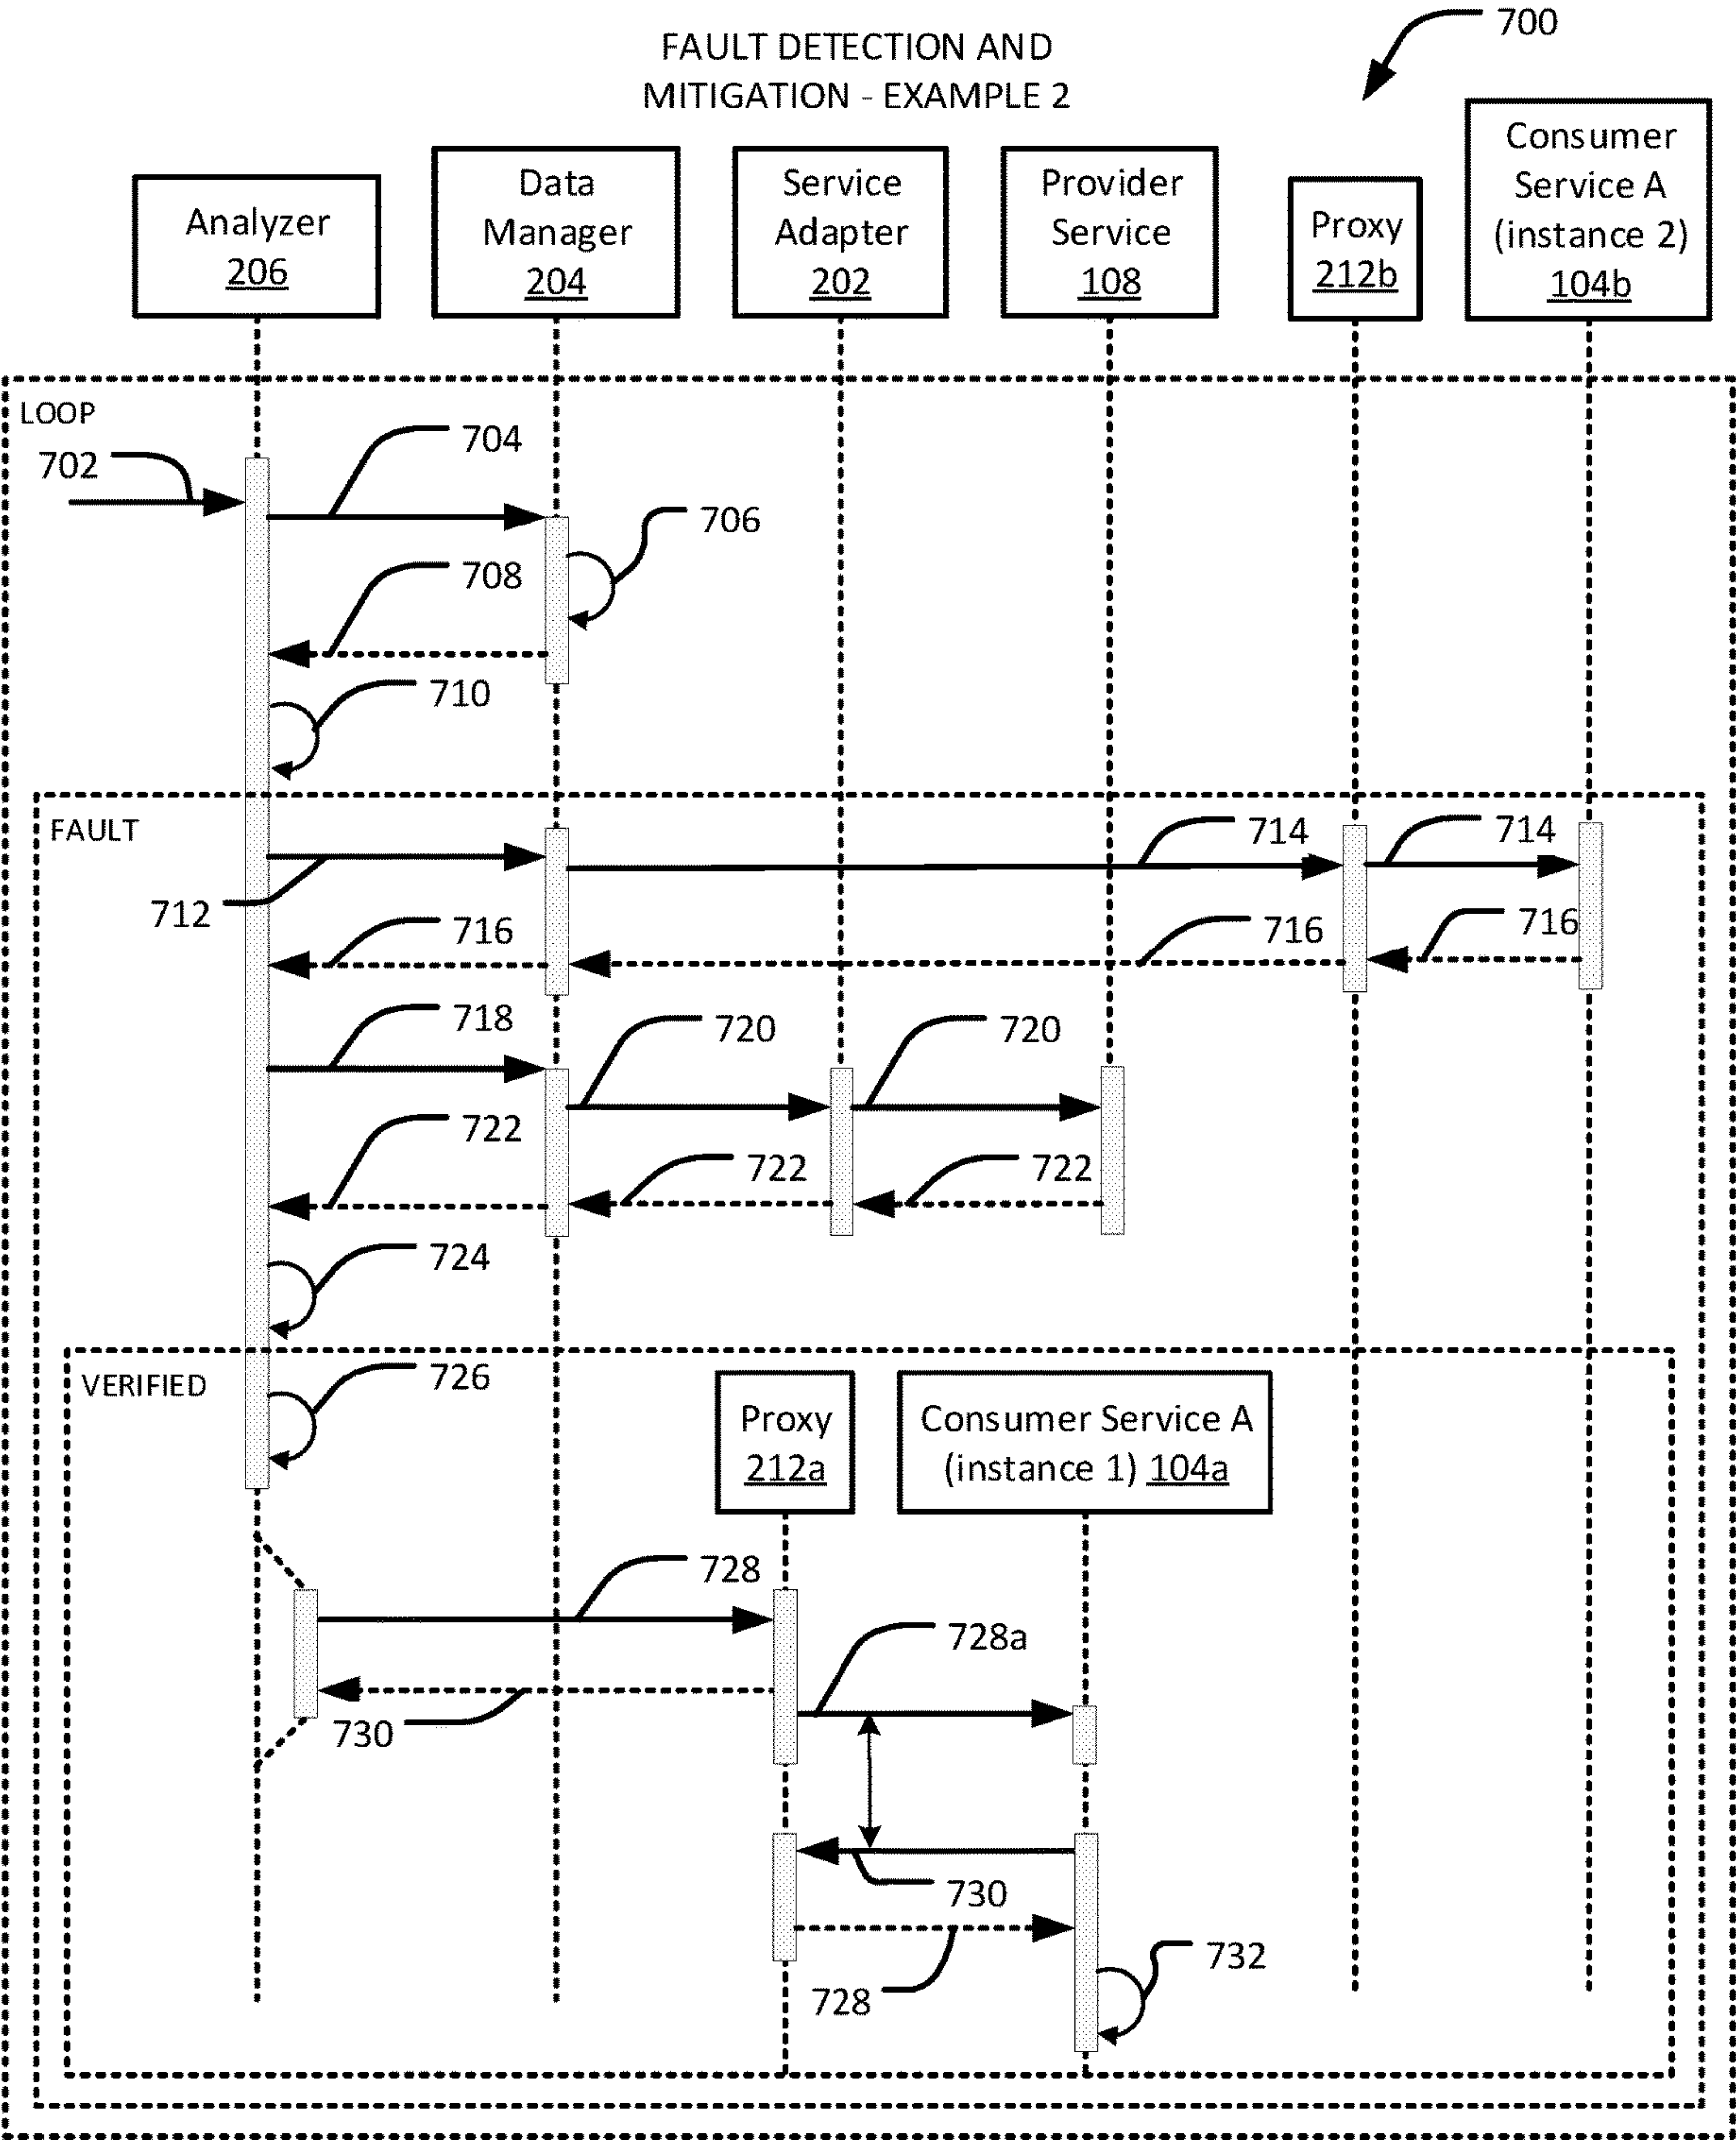 700
FAULT DETECTION AND
MITIGATION - EXAMPLE 2
Analyzer
206
Data
Manager
204
Service
Adapter
202
Provider
Service
108
Proxy
212b
Consumer
Service A
(instance 2)
104b
LOOP
702
704
706
708
710
FAULT
712
714
714
716
716
716
718
720
720
722
722
722
724
VERIFIED
726
Proxy
212a
Consumer Service A
(instance 1) 104a
728
728a
730
730
728
732